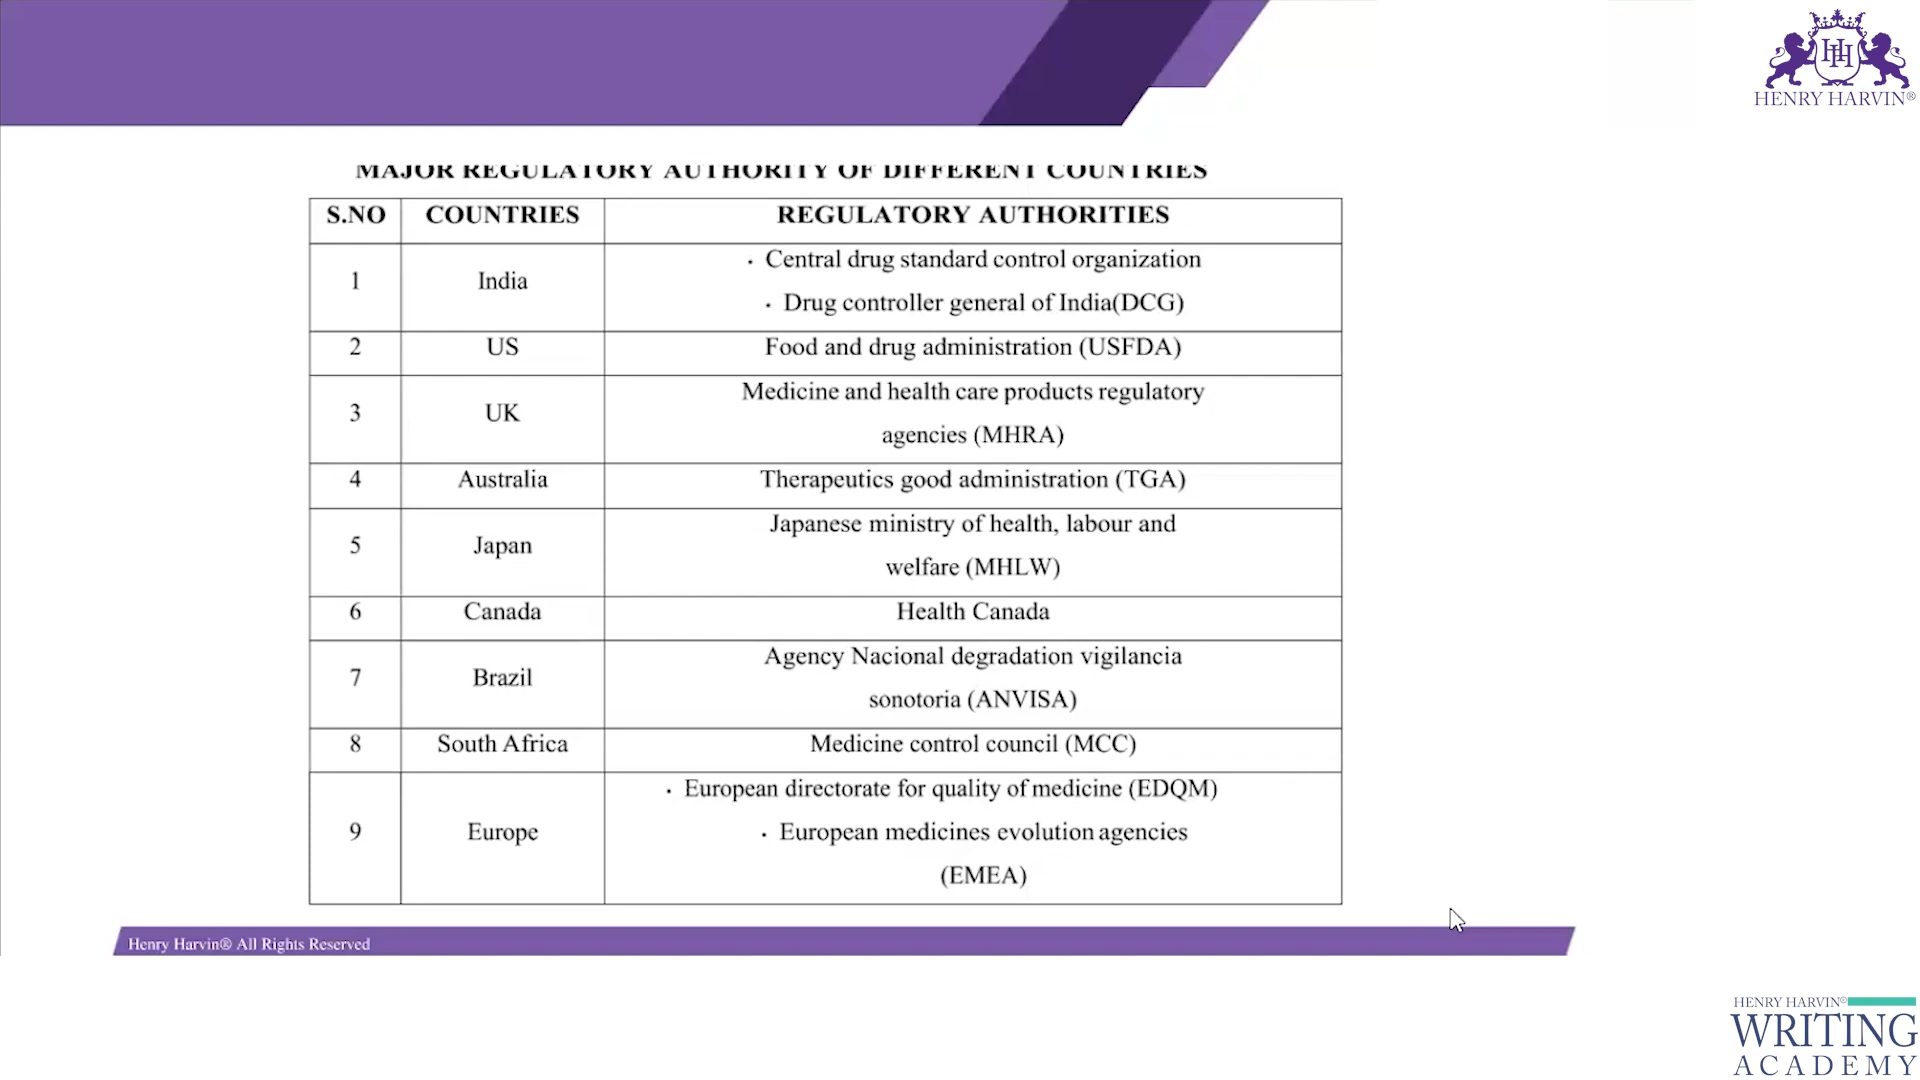 HH
HENRY HARVIN®
MAJOR REGULATORY AUTHORITY OF DIFFERENT COUNTRIES
S.NO COUNTRIES REGULATORY AUTHORITIES
1 India
· Central drug standard control organization
· Drug controller general of India(DCG)
2 US Food and drug administration (USFDA)
3 UK
Medicine and health care products regulatory
agencies (MHRA)
4 Australia Therapeutics good administration (TGA)
5 Japan
Japanese ministry of health, labour and
welfare (MHLW)
6 Canada Health Canada
7 Brazil
Agency Nacional degradation vigilancia
sonotoria (ANVISA)
8 South Africa Medicine control council (MCC)
9 Europe
· European directorate for quality of medicine (EDQM)
· European medicines evolution agencies
(EMEA)
Henry Harvin® All Rights Reserved
HENRY HARVIN®
WRITING
ACADEMY